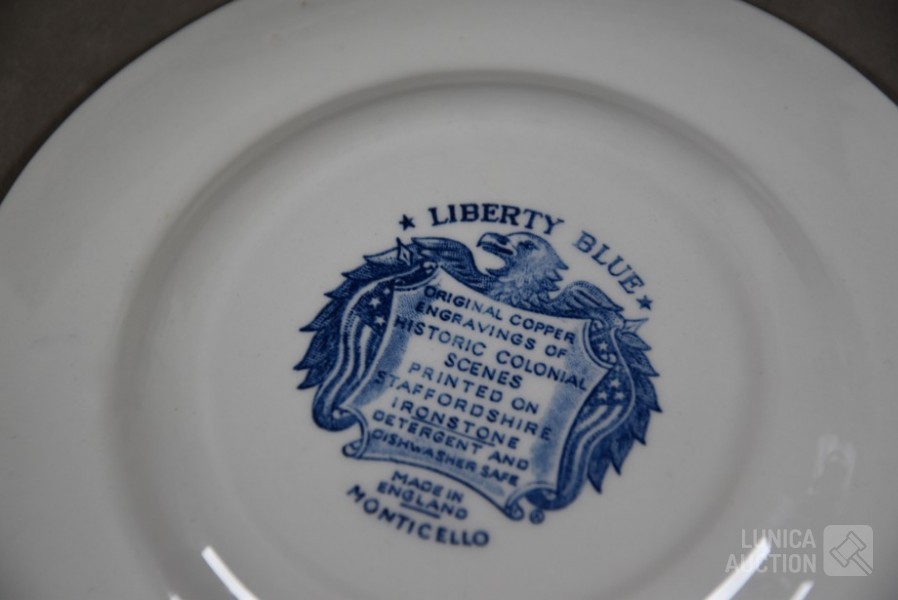 ★ LIBERTY BLUE ★
ORIGINAL COPPER
ENGRAVINGS OF
HISTORIC COLONIAL
SCENES
PRINTED ON
STAFFORDSHIRE
IRONSTONE
DETERGENT AND
DISHWASHER SAFE
MADE IN
ENGLAND
MONTICELLO
LUNICA
AUCTION